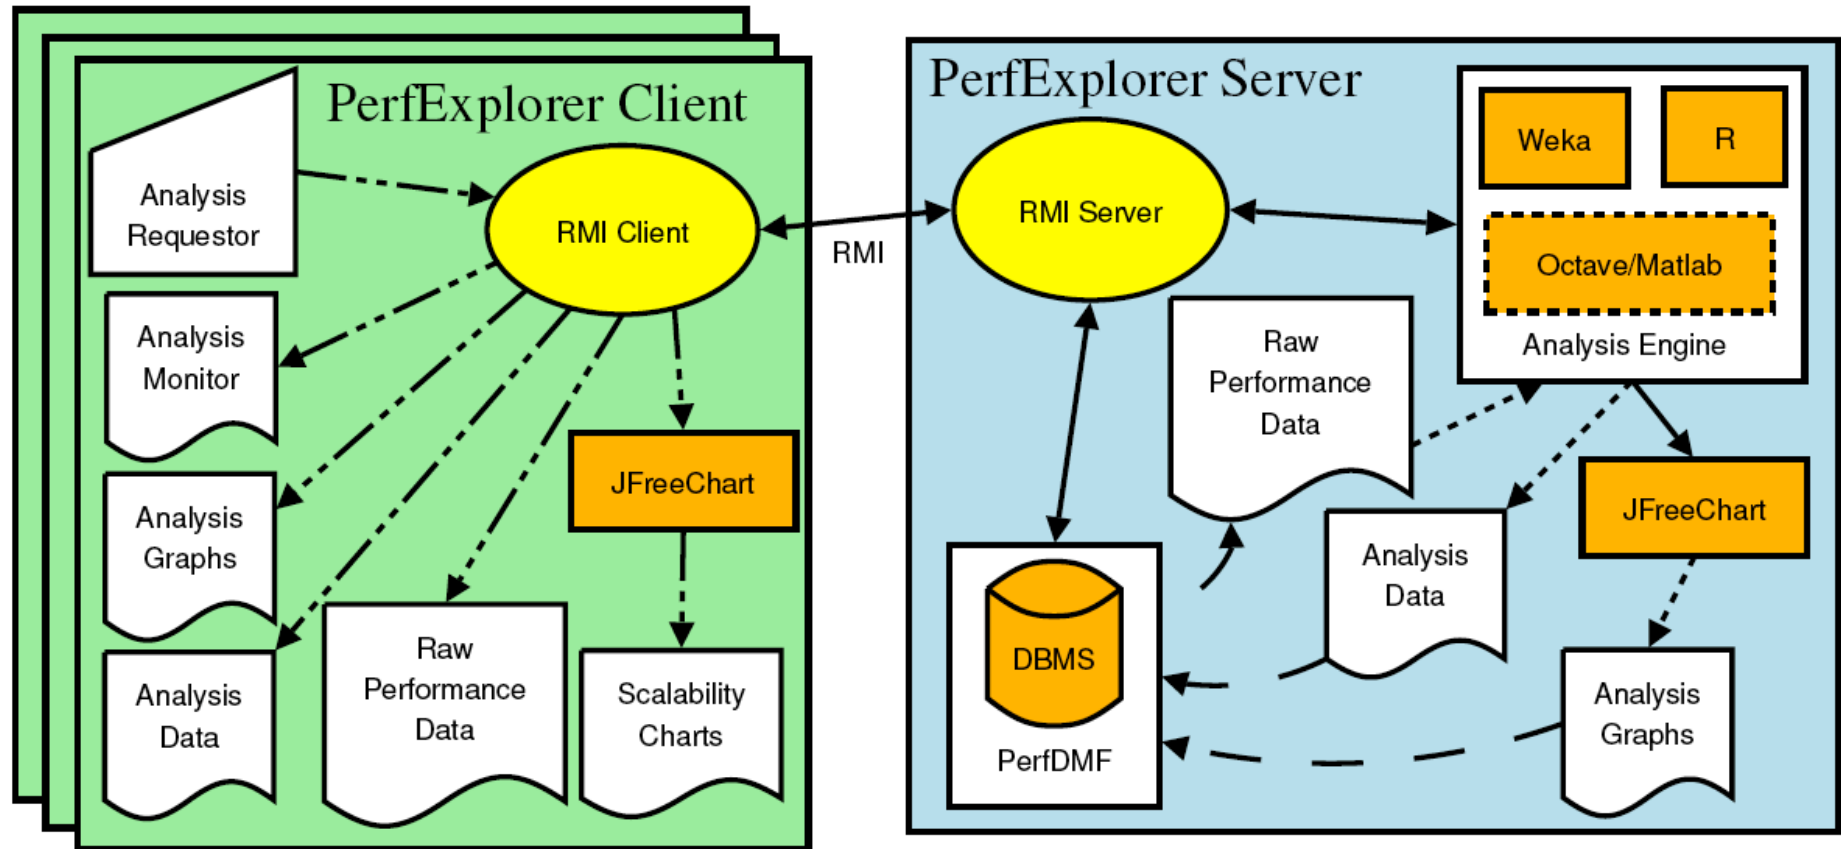 PerfExplorer Client
Analysis
Requestor
RMI Client
Analysis
Monitor
Analysis
Graphs
Analysis
Data
Raw
Performance
Data
JFreeChart
Scalability
Charts
RMI
PerfExplorer Server
RMI Server
Weka
R
Octave/Matlab
Analysis Engine
Raw
Performance
Data
JFreeChart
Analysis
Data
Analysis
Graphs
DBMS
PerfDMF